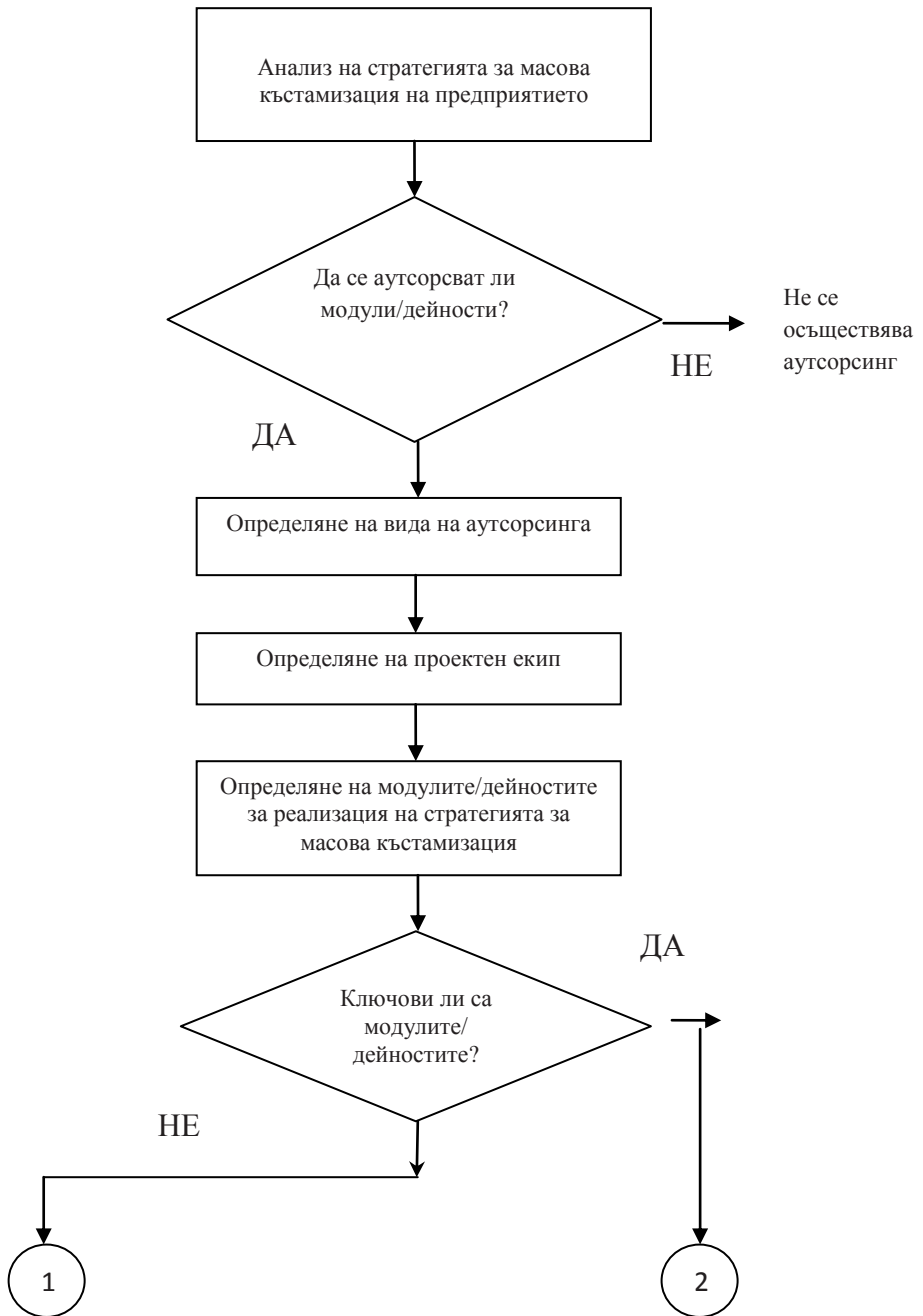 Анализ на стратегията за масова
къстамизация на предприятието
Да се аутсорсват ли
модули/дейности?
Не се
осъществява
аутсорсинг
НЕ
ДА
Определяне на вида на аутсорсинга
Определяне на проектен екип
Определяне на модулите/дейностите
за реализация на стратегията за
масова къстамизация
ДА
Ключови ли са
модулите/
дейностите?
НЕ
1
2